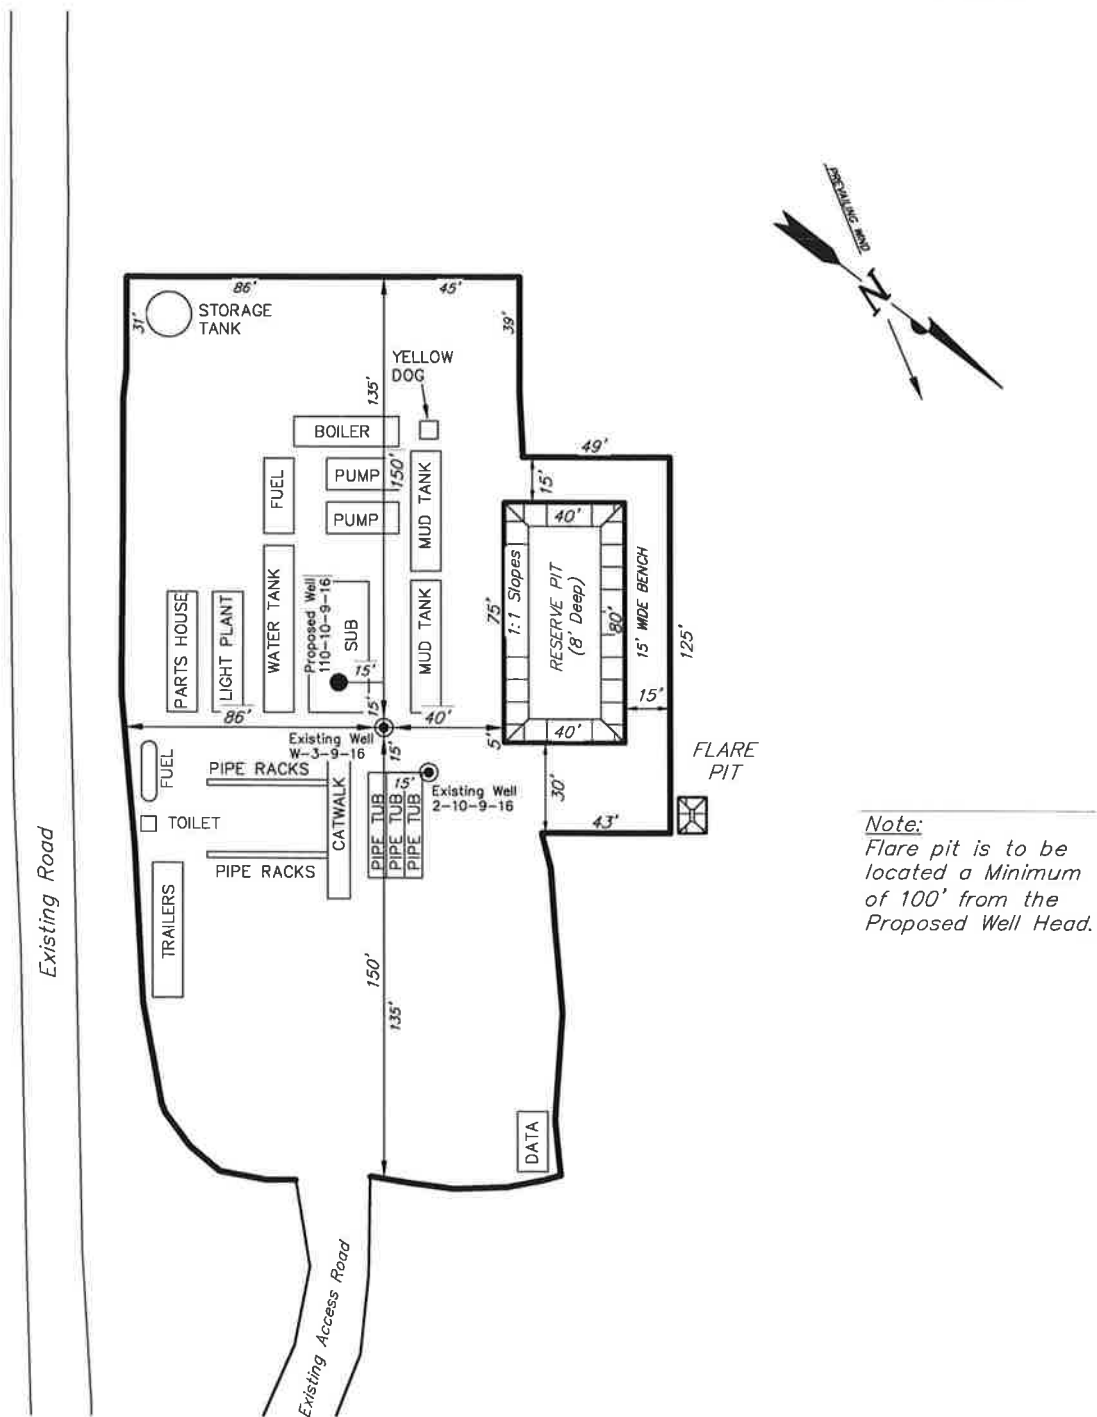 PREVAILING WIND
N
86'
45'
31'
STORAGE
TANK
39'
YELLOW
DOG
135'
BOILER
49'
FUEL
PUMP
150'
MUD TANK
15'
PUMP
40'
PARTS HOUSE
LIGHT PLANT
WATER TANK
Proposed Well
110-10-9-16
SUB
15'
15'
MUD TANK
75'
1:1 Slopes
RESERVE PIT
(8' Deep)
80'
15' WIDE BENCH
125'
15'
86'
40'
40'
5'
Existing Well
W-3-9-16
15'
FLARE
PIT
FUEL
PIPE RACKS
CATWALK
15'
Existing Well
2-10-9-16
30'
TOILET
PIPE TUB
PIPE TUB
PIPE TUB
43'
PIPE RACKS
TRAILERS
Existing Road
Note:
Flare pit is to be
located a Minimum
of 100' from the
Proposed Well Head.
150'
135'
DATA
Existing Access Road